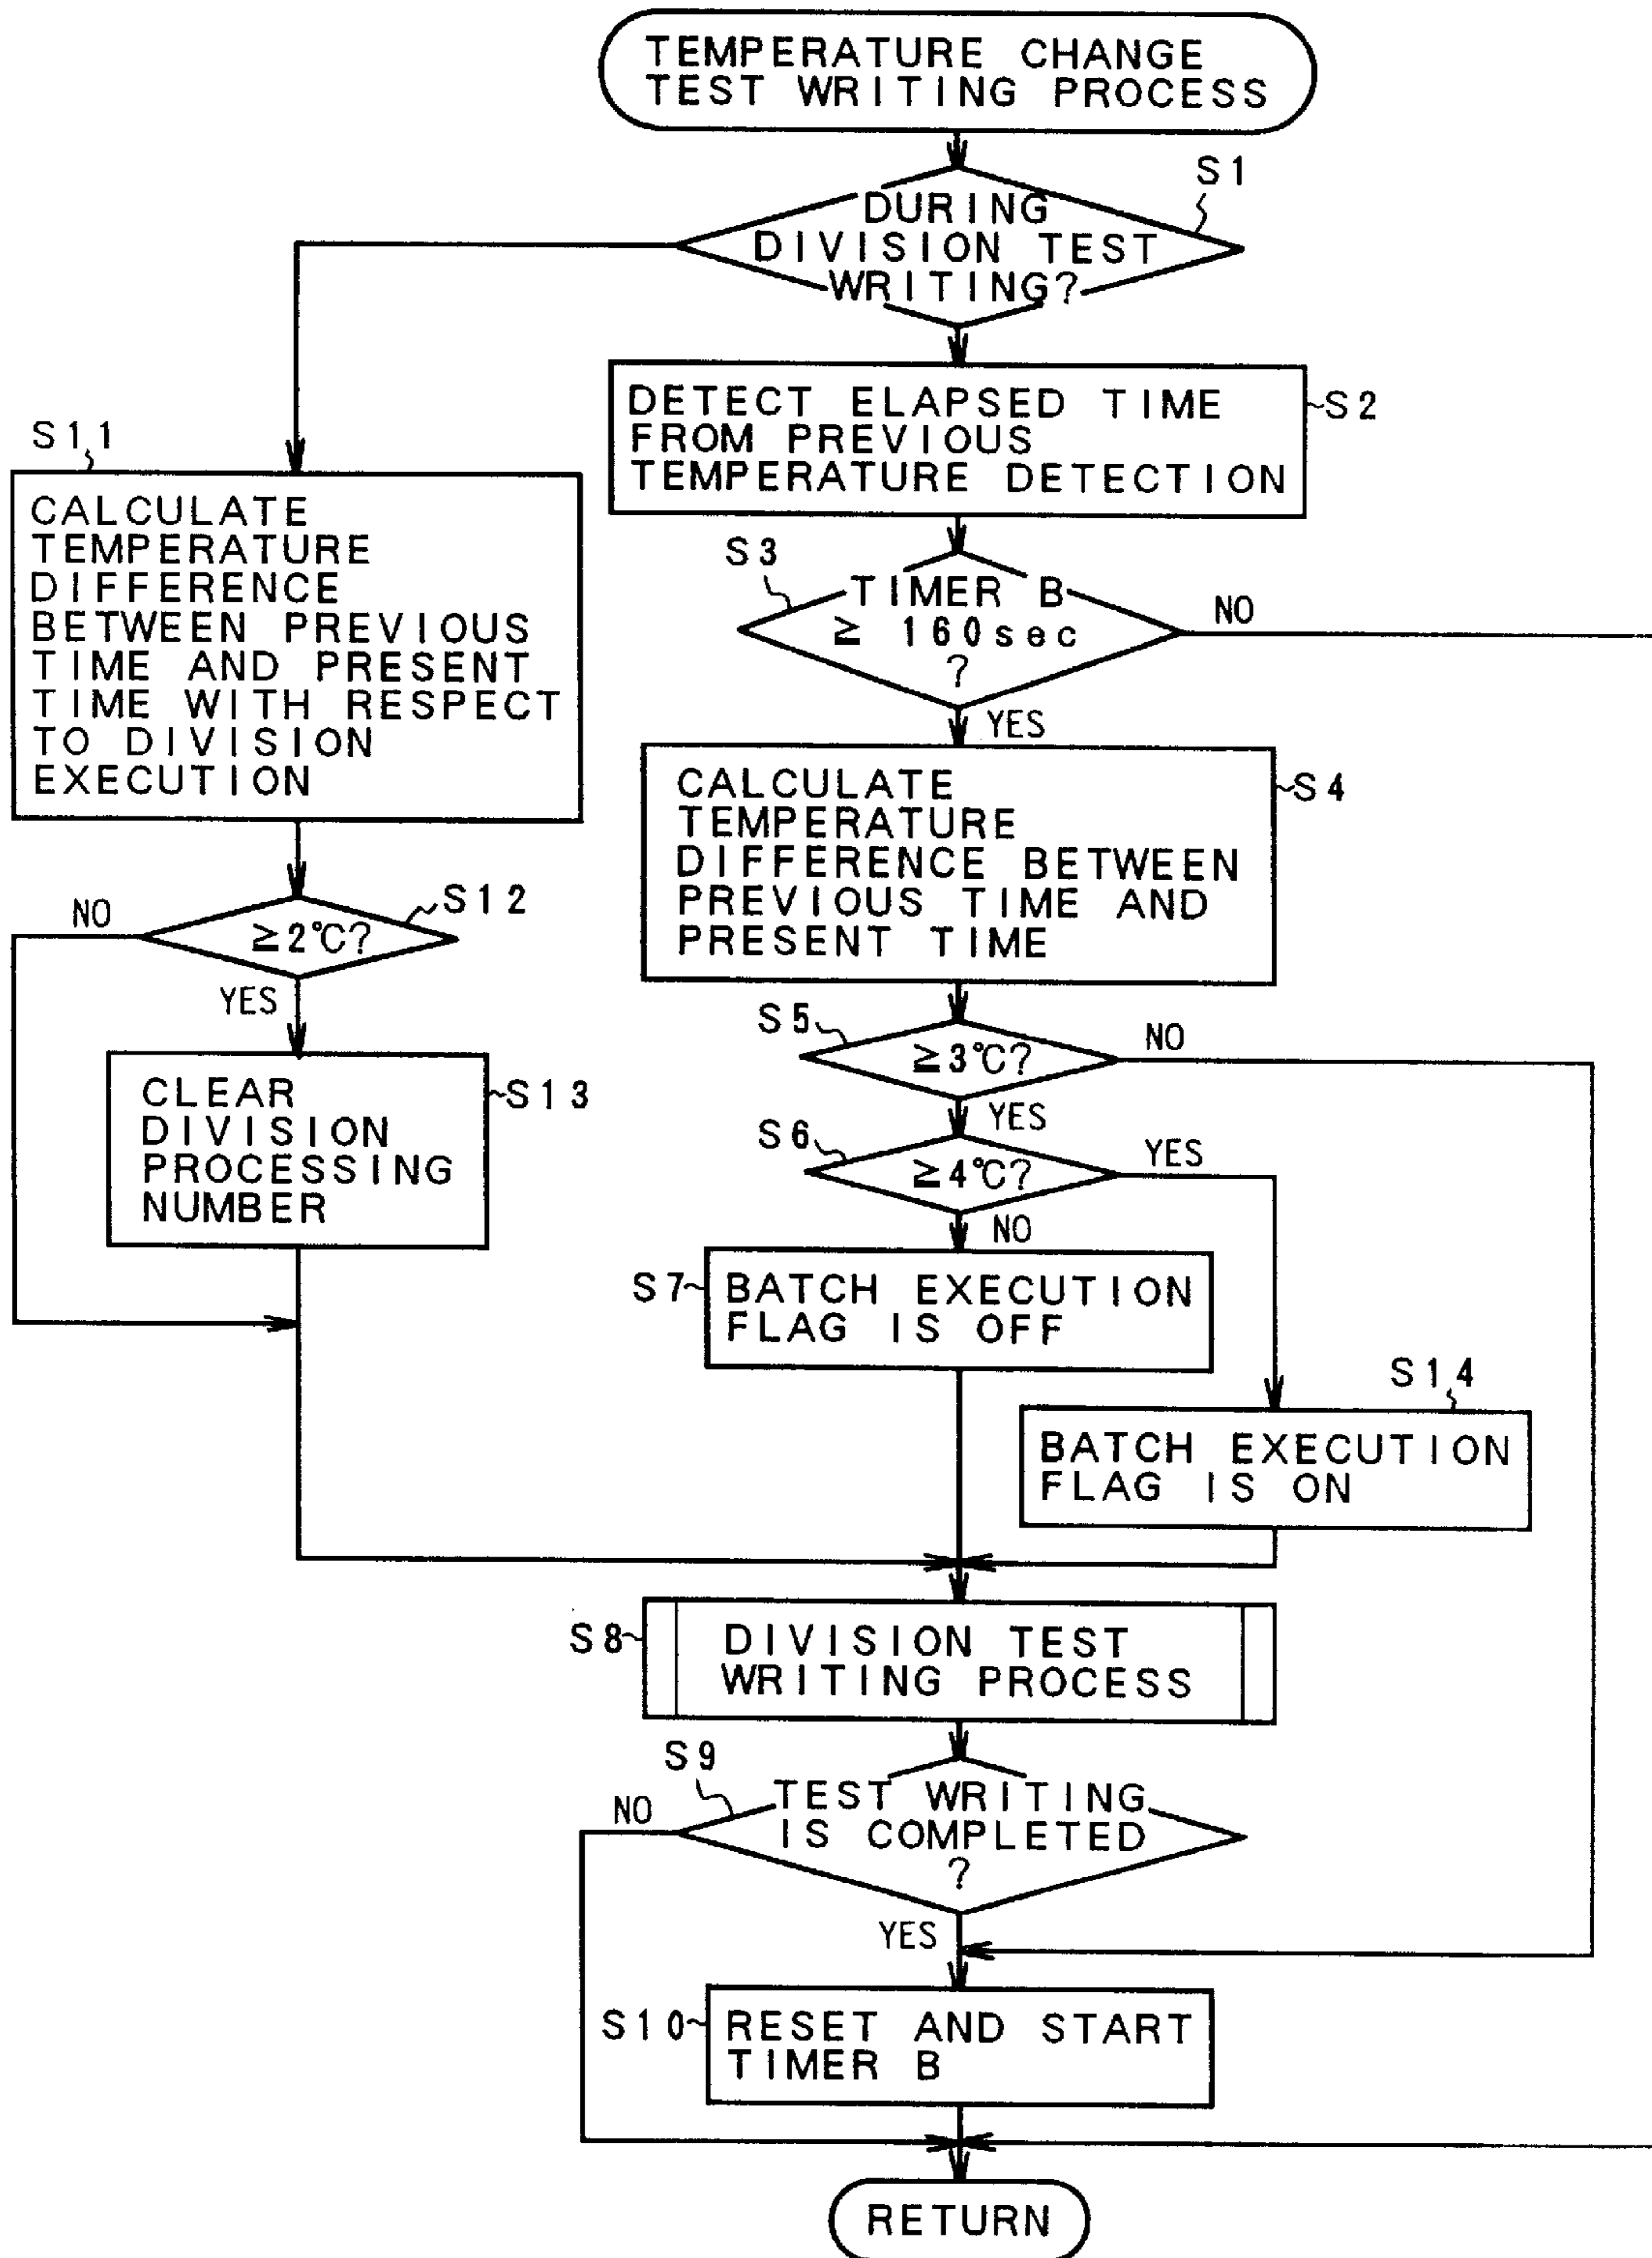 TEMPERATURE CHANGE
TEST WRITING PROCESS
S1
DURING
DIVISION TEST
WRITING?
DETECT ELAPSED TIME
FROM PREVIOUS
TEMPERATURE DETECTION
S2
S11
CALCULATE
TEMPERATURE
DIFFERENCE
BETWEEN PREVIOUS
TIME AND PRESENT
TIME WITH RESPECT
TO DIVISION
EXECUTION
S3
TIMER B
≧ 160sec
?
NO
YES
CALCULATE
TEMPERATURE
DIFFERENCE BETWEEN
PREVIOUS TIME AND
PRESENT TIME
S4
NO
≧2℃?
S12
YES
CLEAR
DIVISION
PROCESSING
NUMBER
S13
S5
≧3℃?
NO
YES
S6
≧4℃?
YES
NO
S7
BATCH EXECUTION
FLAG IS OFF
S14
BATCH EXECUTION
FLAG IS ON
S8
DIVISION TEST
WRITING PROCESS
S9
NO
TEST WRITING
IS COMPLETED
?
YES
S10
RESET AND START
TIMER B
RETURN